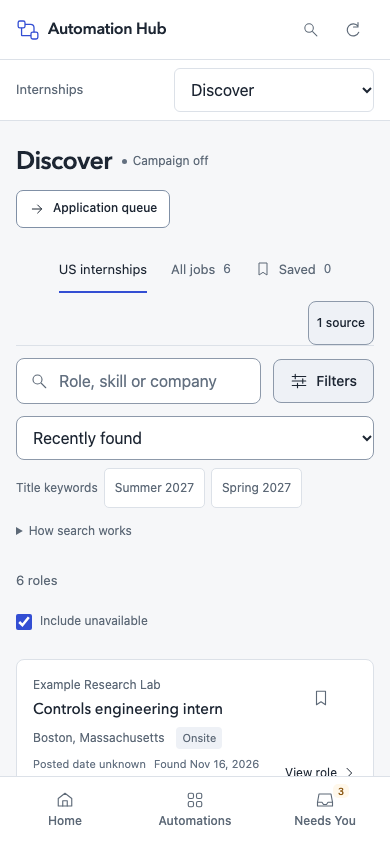 Automation Hub
Internships
Discover
Discover
Campaign off
Application queue
US internships
All jobs 6
Saved 0
1 source
Role, skill or company
Filters
Recently found
Title keywords
Summer 2027
Spring 2027
How search works
6 roles
Include unavailable
Example Research Lab
Controls engineering intern
Boston, Massachusetts
Onsite
Posted date unknown Found Nov 16, 2026
View role
3
Home
Automations
Needs You